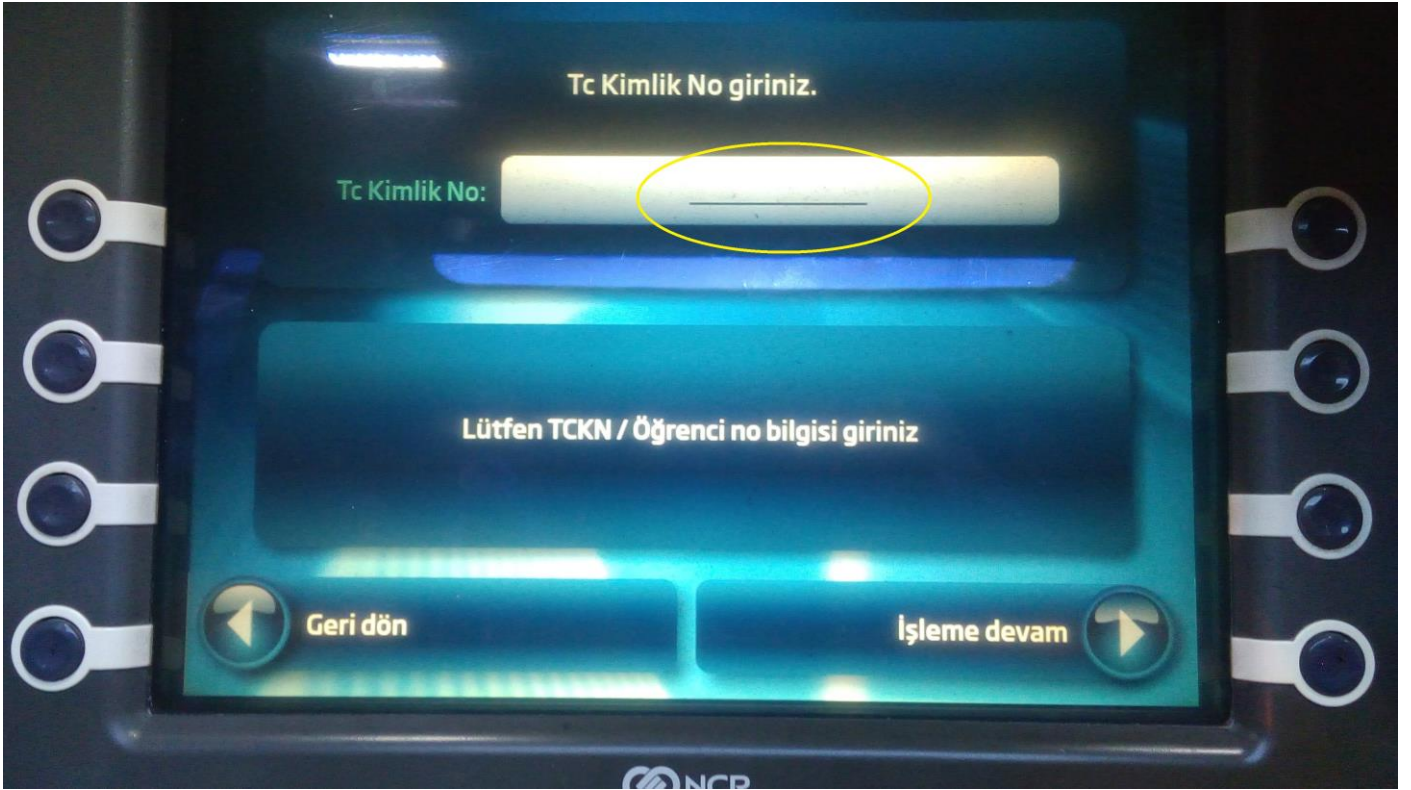 Tc Kimlik No giriniz.
Tc Kimlik No:
Lütfen TCKN / Öğrenci no bilgisi giriniz
Geri dön
İşleme devam
NCR